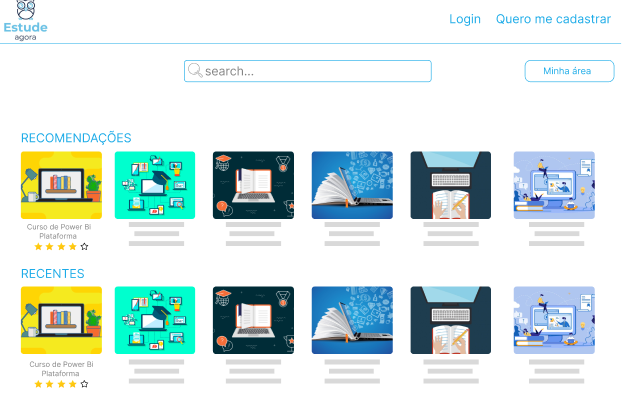 Estude
agora
Login
Quero me cadastrar
search...
Minha área
RECOMENDAÇÕES
Curso de Power BI
Plataforma
RECENTES
Curso de Power Bi
Plataforma